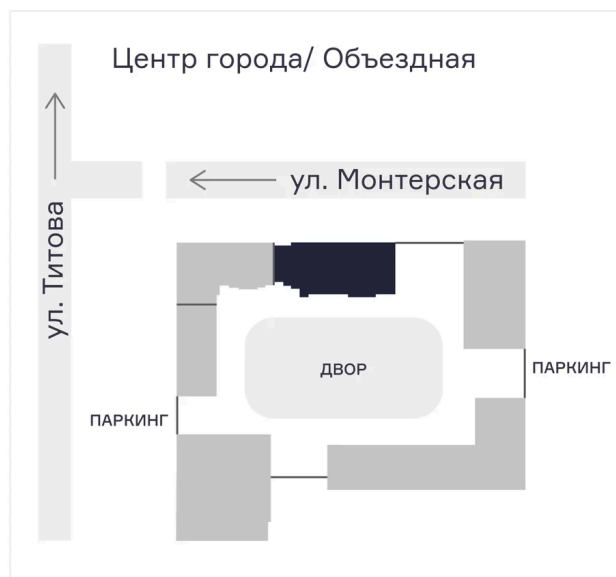 Центр города/ Объездная
ул. Монтерская
ул. Титова
ДВОР
ПАРКИНГ
ПАРКИНГ